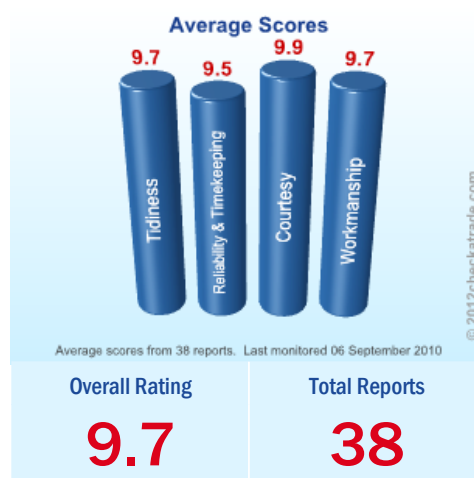 Average Scores
9.7
9.5
9.9
9.7
Tidiness
Reliability & Timekeeping
Courtesy
Workmanship
© 2012checkatrade.com
Average scores from 38 reports. Last monitored 06 September 2010
Overall Rating
Total Reports
9.7
38